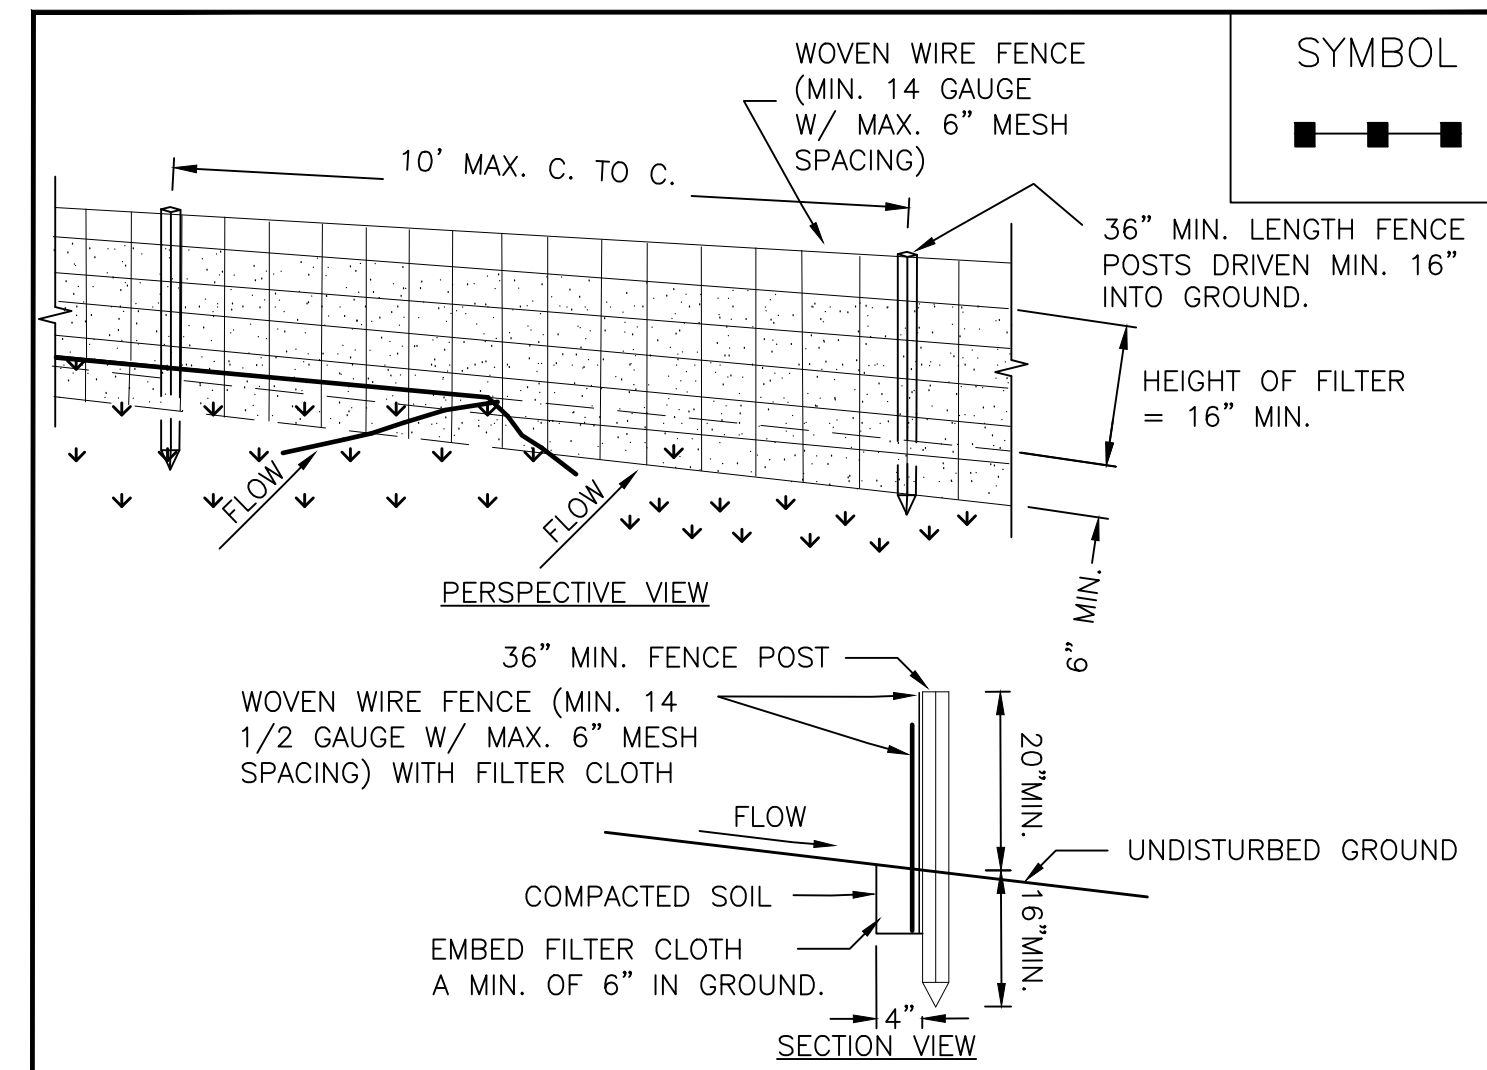 WOVEN WIRE FENCE
(MIN. 14 GAUGE
W/ MAX. 6” MESH
SPACING)
SYMBOL
10’ MAX. C. TO C.
36” MIN. LENGTH FENCE
POSTS DRIVEN MIN. 16”
INTO GROUND.
HEIGHT OF FILTER
= 16” MIN.
FLOW
FLOW
6” MIN.
PERSPECTIVE VIEW
36” MIN. FENCE POST
WOVEN WIRE FENCE (MIN. 14
1/2 GAUGE W/ MAX. 6” MESH
SPACING) WITH FILTER CLOTH
20”MIN.
FLOW
UNDISTURBED GROUND
COMPACTED SOIL
16”MIN.
EMBED FILTER CLOTH
A MIN. OF 6” IN GROUND.
4”
SECTION VIEW